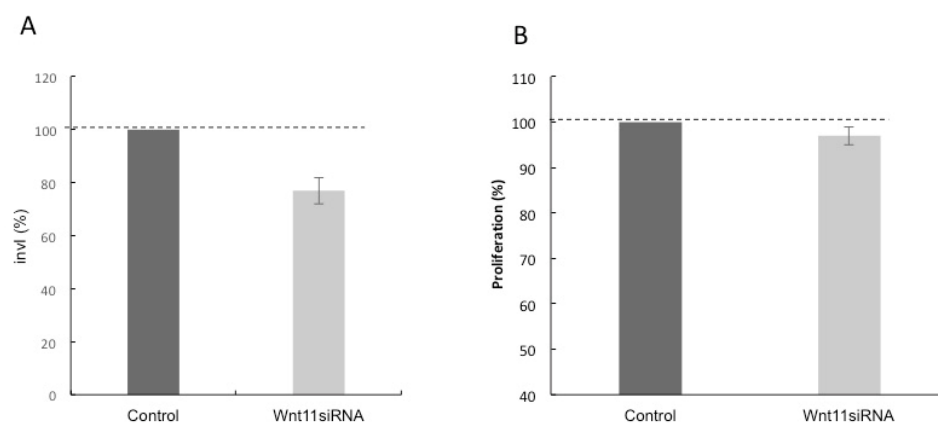 A
120
100
80
60
40
20
0
invl (%)
Control
Wnt11siRNA
B
110
100
90
80
70
60
50
40
Proliferation (%)
Control
Wnt11siRNA